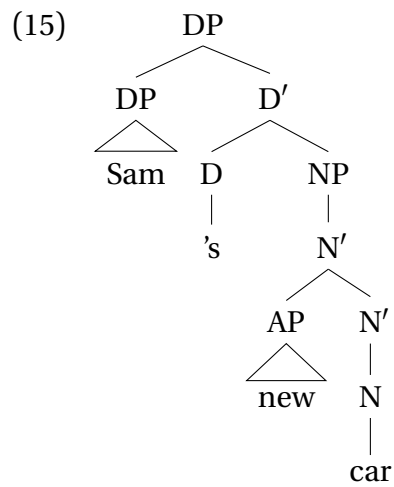 (15) DP
DP D′
Sam D NP
’s N′
AP N′
new N
car